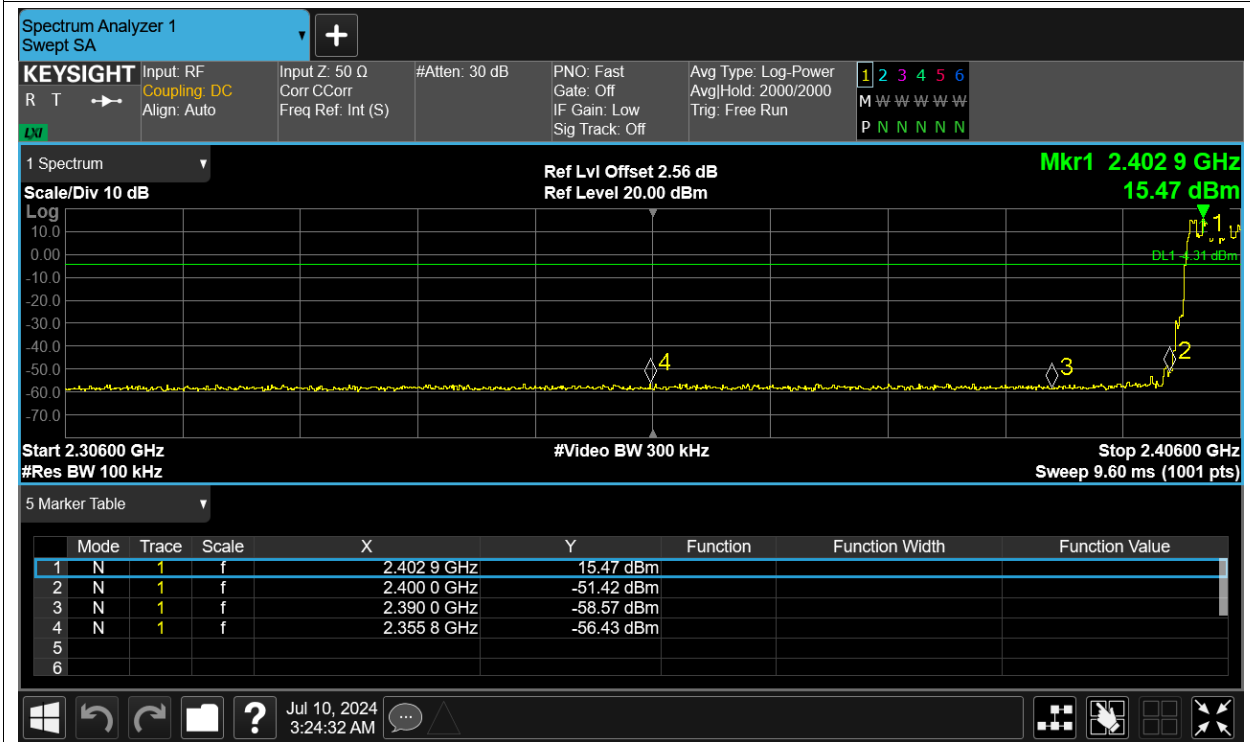 Spectrum Analyzer 1
Swept SA
+
KEYSIGHT Input: RF Input Z: 50 Ω #Atten: 30 dB PNO: Fast Avg Type: Log-Power 1 2 3 4 5 6
R T Coupling: DC Corr CCorr Gate: Off Avg|Hold: 2000/2000 M W W W W W
Align: Auto Freq Ref: Int (S) IF Gain: Low Trig: Free Run
LXI Sig Track: Off P N N N N N
1 Spectrum Ref Lvl Offset 2.56 dB Mkr1 2.402 9 GHz
Scale/Div 10 dB Ref Level 20.00 dBm 15.47 dBm
Log
10.0 1
0.00 DL1 -4.31 dBm
-10.0
-20.0
-30.0
-40.0 2
-50.0 4 3
-60.0
-70.0
Start 2.30600 GHz #Video BW 300 kHz Stop 2.40600 GHz
#Res BW 100 kHz Sweep 9.60 ms (1001 pts)
5 Marker Table
Mode Trace Scale X Y Function Function Width Function Value
1 N 1 f 2.402 9 GHz 15.47 dBm
2 N 1 f 2.400 0 GHz -51.42 dBm
3 N 1 f 2.390 0 GHz -58.57 dBm
4 N 1 f 2.355 8 GHz -56.43 dBm
5
6
? Jul 10, 2024
3:24:32 AM